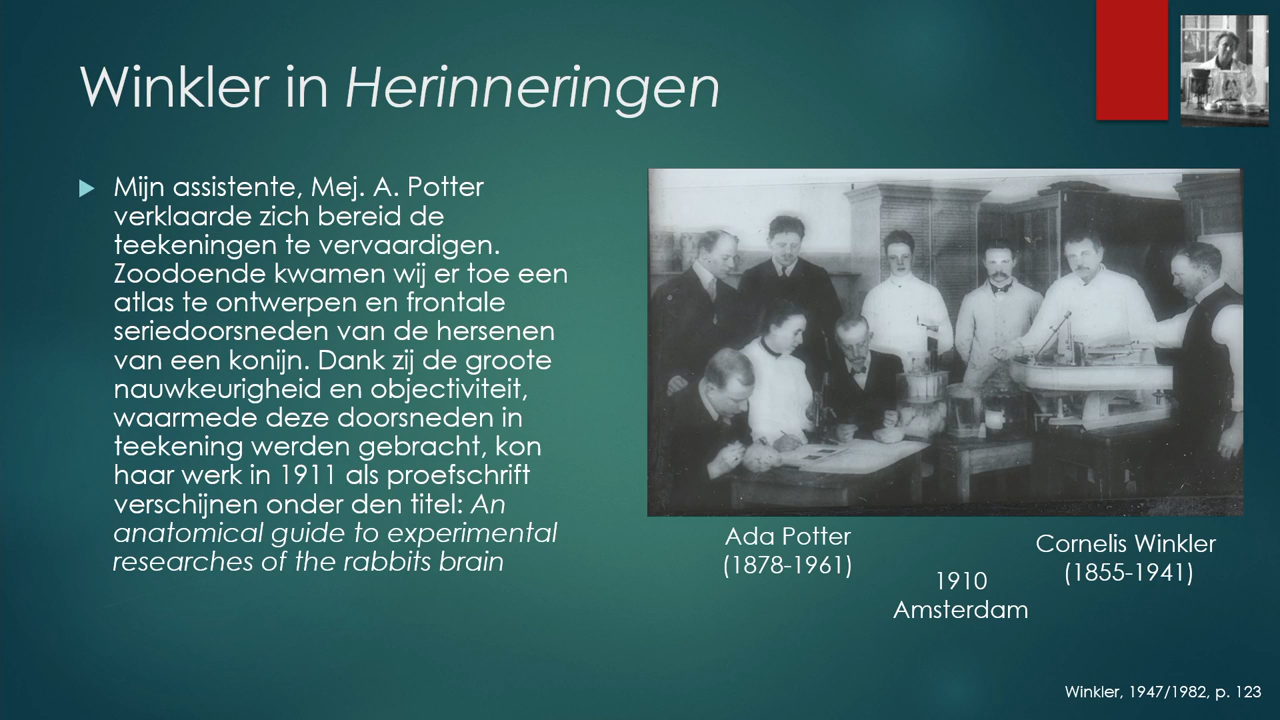 Winkler in Herinneringen
Mijn assistente, Mej. A. Potter
verklaarde zich bereid de
teekeningen te vervaardigen.
Zoodoende kwamen wij er toe een
atlas te ontwerpen en frontale
seriedoorsneden van de hersenen
van een konijn. Dank zij de groote
nauwkeurigheid en objectiviteit,
waarmede deze doorsneden in
teekening werden gebracht, kon
haar werk in 1911 als proefschrift
verschijnen onder den titel: An
anatomical guide to experimental
researches of the rabbits brain
Ada Potter
(1878-1961)
1910
Amsterdam
Cornelis Winkler
(1855-1941)
Winkler, 1947/1982, p. 123